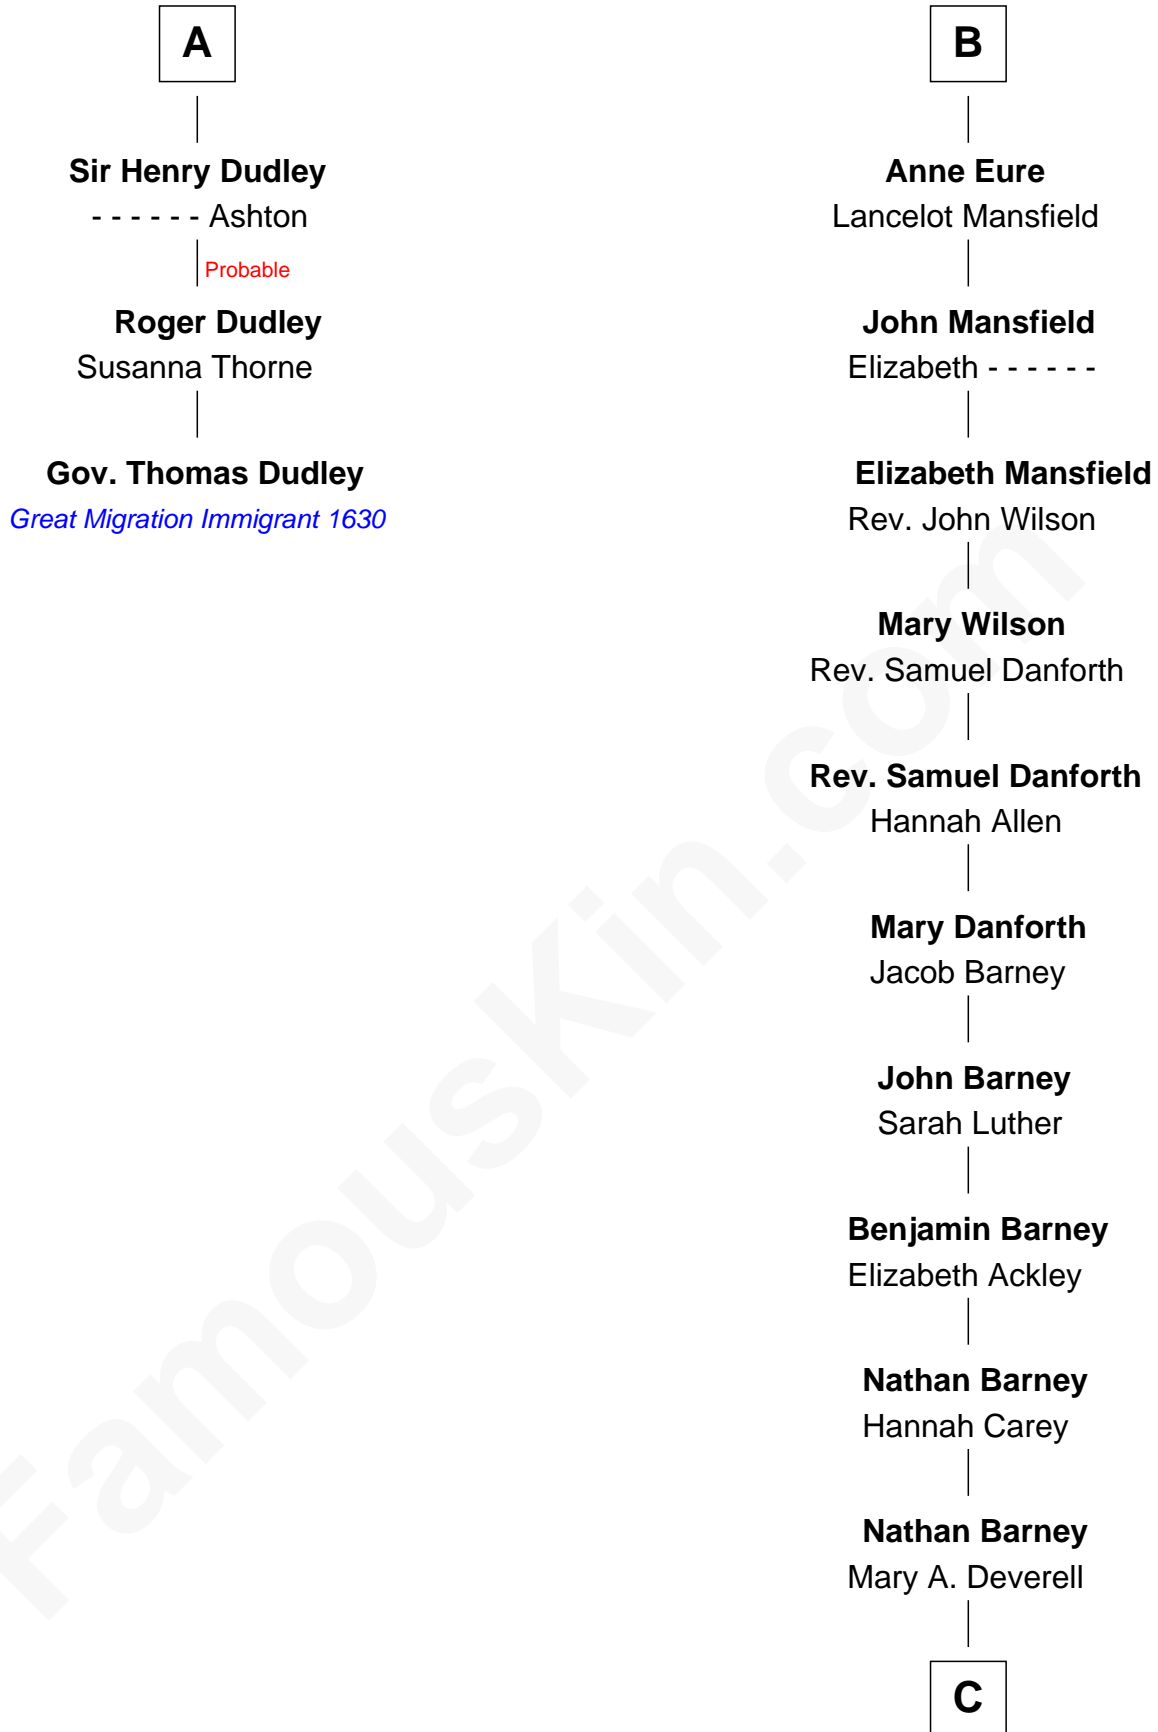 A
Sir Henry Dudley
- - - - - - Ashton
Probable
Roger Dudley
Susanna Thorne
Gov. Thomas Dudley
Great Migration Immigrant 1630
B
Anne Eure
Lancelot Mansfield
John Mansfield
Elizabeth - - - - - -
Elizabeth Mansfield
Rev. John Wilson
Mary Wilson
Rev. Samuel Danforth
Rev. Samuel Danforth
Hannah Allen
Mary Danforth
Jacob Barney
John Barney
Sarah Luther
Benjamin Barney
Elizabeth Ackley
Nathan Barney
Hannah Carey
Nathan Barney
Mary A. Deverell
C
FamousKin.com